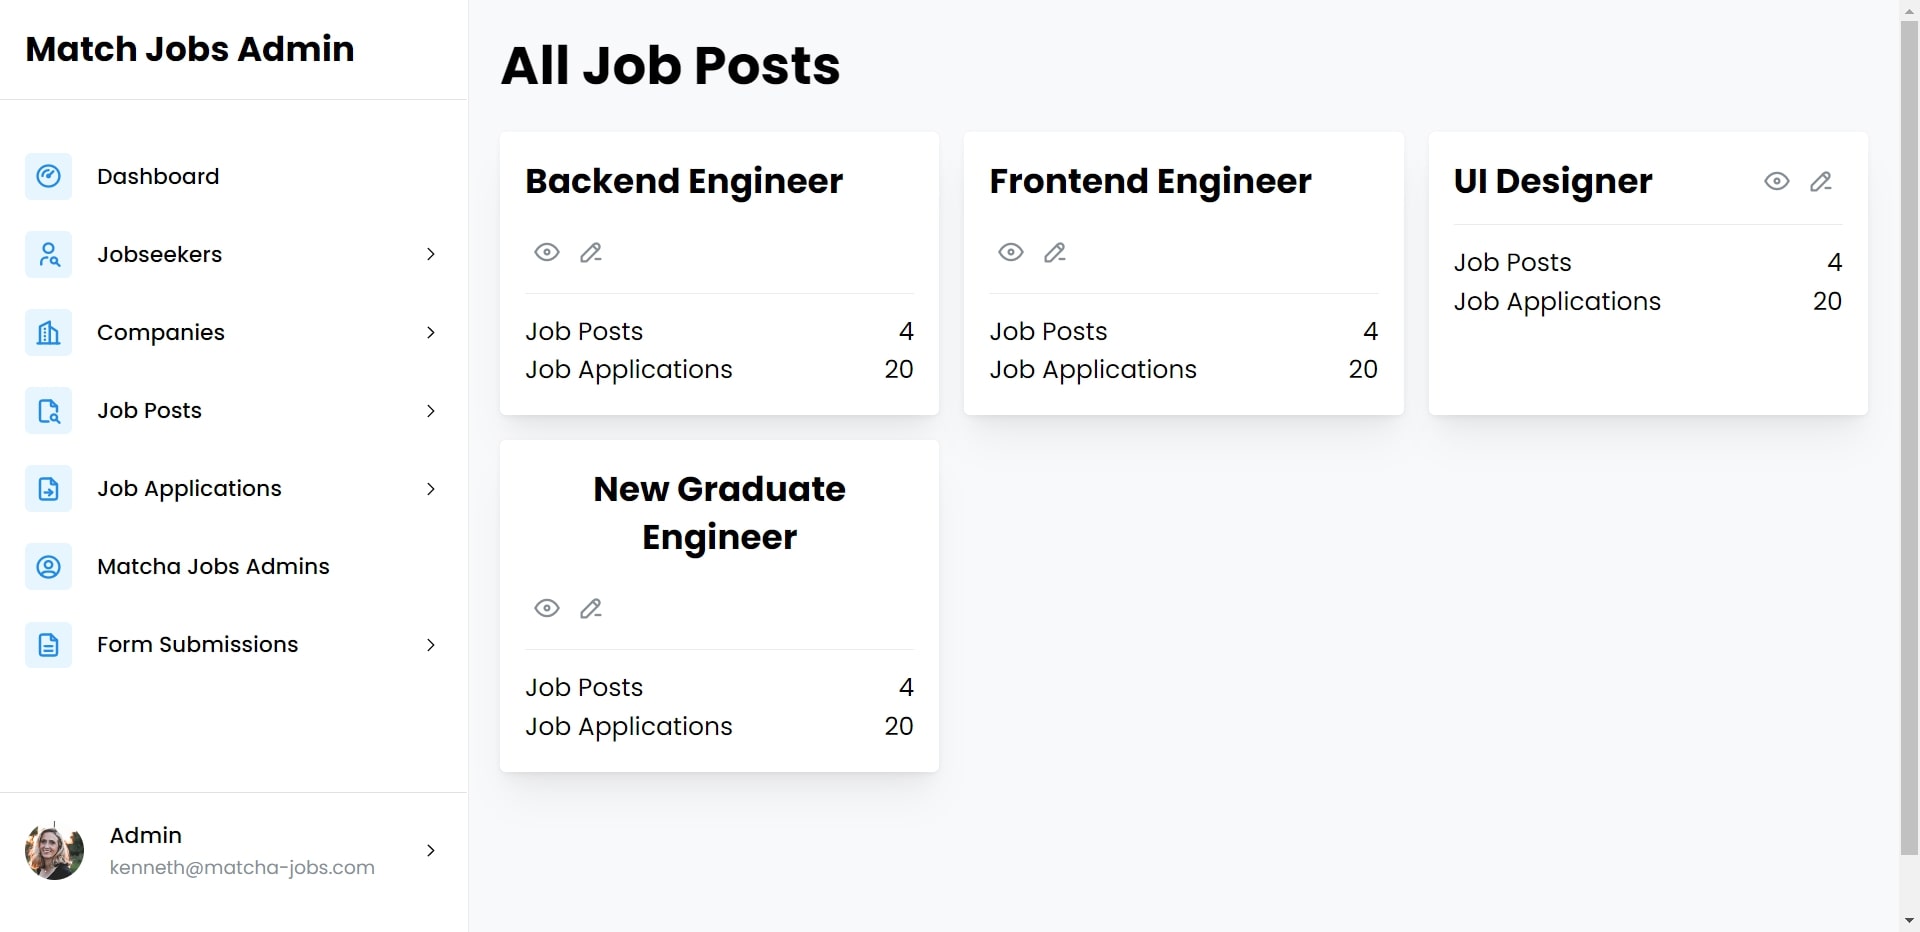 Match Jobs Admin
Dashboard
Jobseekers
Companies
Job Posts
Job Applications
Matcha Jobs Admins
Form Submissions
Admin
kenneth@matcha-jobs.com
All Job Posts
Backend Engineer
Job Posts 4
Job Applications 20
Frontend Engineer
Job Posts 4
Job Applications 20
UI Designer
Job Posts 4
Job Applications 20
New Graduate
Engineer
Job Posts 4
Job Applications 20